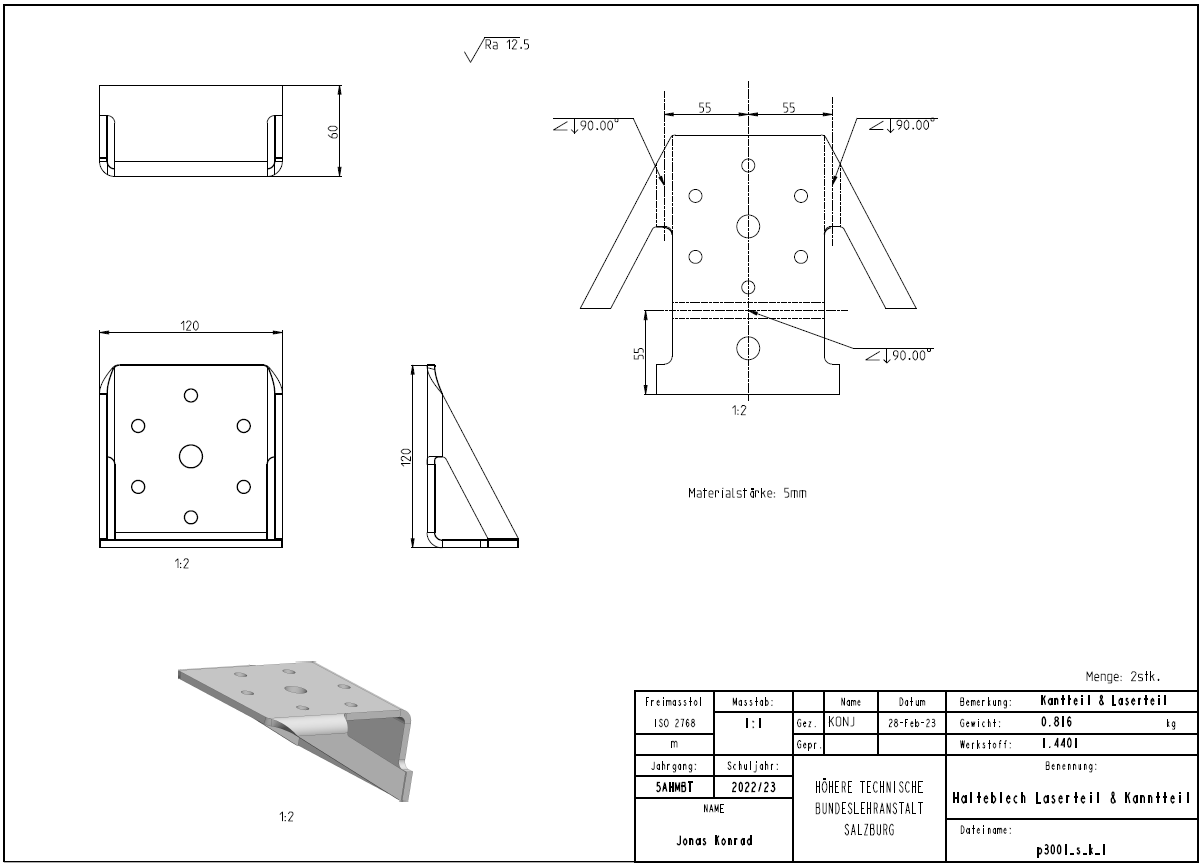 Ra 12.5
60
55 55
∠↓90.00° ∠↓90.00°
55
∠↓90.00°
1:2
120
120
1:2
Materialstärke: 5mm
1:2
Menge: 2stk.
Freimasstol Masstab: Name Datum Bemerkung: Kantteil & Laserteil
ISO 2768 1:1 Gez. KONJ 28-Feb-23 Gewicht: 0.816 kg
m Gepr. Werkstoff: 1.4401
Jahrgang: Schuljahr: Benennung:
5AHMBT 2022/23 HÖHERE TECHNISCHE
BUNDESLEHRANSTALT
SALZBURG
Halteblech Laserteil & Kanntteil
NAME
Jonas Konrad
Dateiname:
p3001_s_k_1